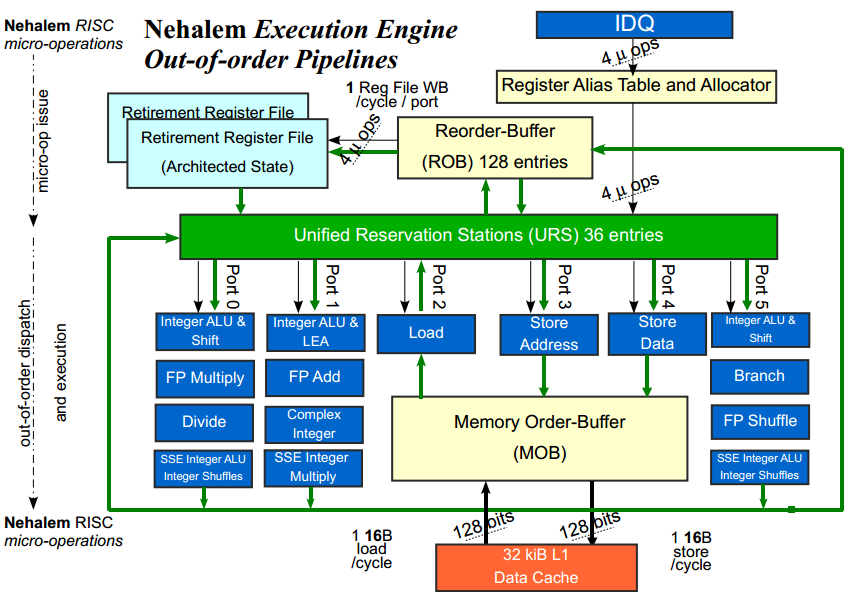 Nehalem RISC
micro-operations
Nehalem Execution Engine
Out-of-order Pipelines
IDQ
4 μ ops
Register Alias Table and Allocator
1 Reg File WB
/cycle / port
Retirement Register File
Retirement Register File
(Architected State)
4 μ ops
Reorder-Buffer
(ROB) 128 entries
4 μ ops
micro-op issue
Unified Reservation Stations (URS) 36 entries
Port 0
Port 1
Port 2
Port 3
Port 4
Port 5
Integer ALU &
Shift
FP Multiply
Divide
SSE Integer ALU
Integer Shuffles
Integer ALU &
LEA
FP Add
Complex
Integer
SSE Integer
Multiply
Load
Store
Address
Store
Data
Integer ALU &
Shift
Branch
FP Shuffle
SSE Integer ALU
Integer Shuffles
Memory Order-Buffer
(MOB)
out-of-order dispatch
and execution
Nehalem RISC
micro-operations
1 16B
load
/cycle
128 bits
128 bits
1 16B
store
/cycle
32 kiB L1
Data Cache